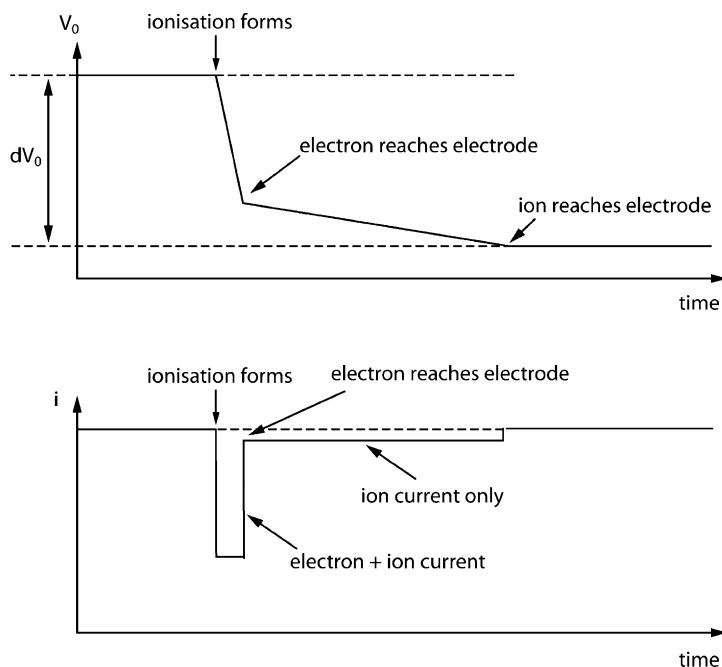 V₀
ionisation forms
electron reaches electrode
dV₀
ion reaches electrode
time
electron reaches electrode
ionisation forms
i
ion current only
electron + ion current
time